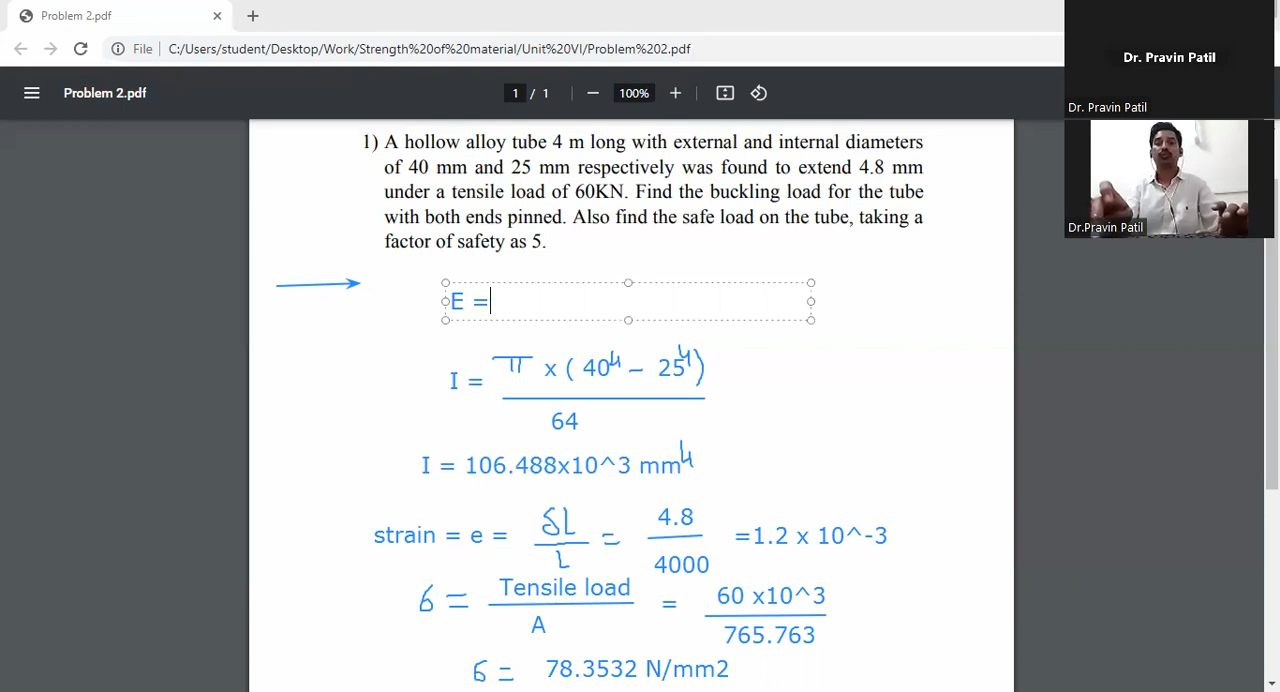 Problem 2.pdf
File C:/Users/student/Desktop/Work/Strength%20of%20material/Unit%20VI/Problem%202.pdf
Problem 2.pdf
1 / 1 − 100% +
Dr. Pravin Patil
Dr. Pravin Patil
Dr.Pravin Patil
1) A hollow alloy tube 4 m long with external and internal diameters
of 40 mm and 25 mm respectively was found to extend 4.8 mm
under a tensile load of 60KN. Find the buckling load for the tube
with both ends pinned. Also find the safe load on the tube, taking a
factor of safety as 5.
E =
I = π x ( 40⁴ − 25⁴ )
64
I = 106.488x10^3 mm⁴
strain = e = δL / L = 4.8 / 4000 =1.2 x 10^-3
σ = Tensile load / A = 60 x10^3 / 765.763
σ = 78.3532 N/mm2